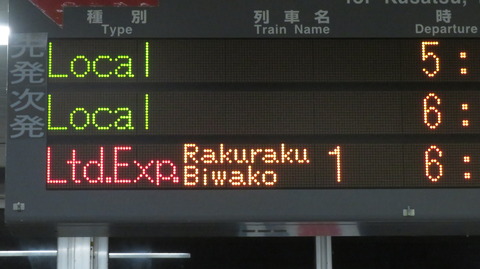 for Kusatsu,
種別 列車名 時
Type Train Name Departure
先発 Local 5:
次発 Local 6:
Ltd.Exp. Rakuraku Biwako 1 6: